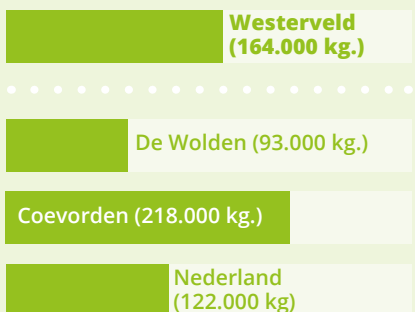 Westerveld
(164.000 kg.)
De Wolden (93.000 kg.)
Coevorden (218.000 kg.)
Nederland
(122.000 kg)